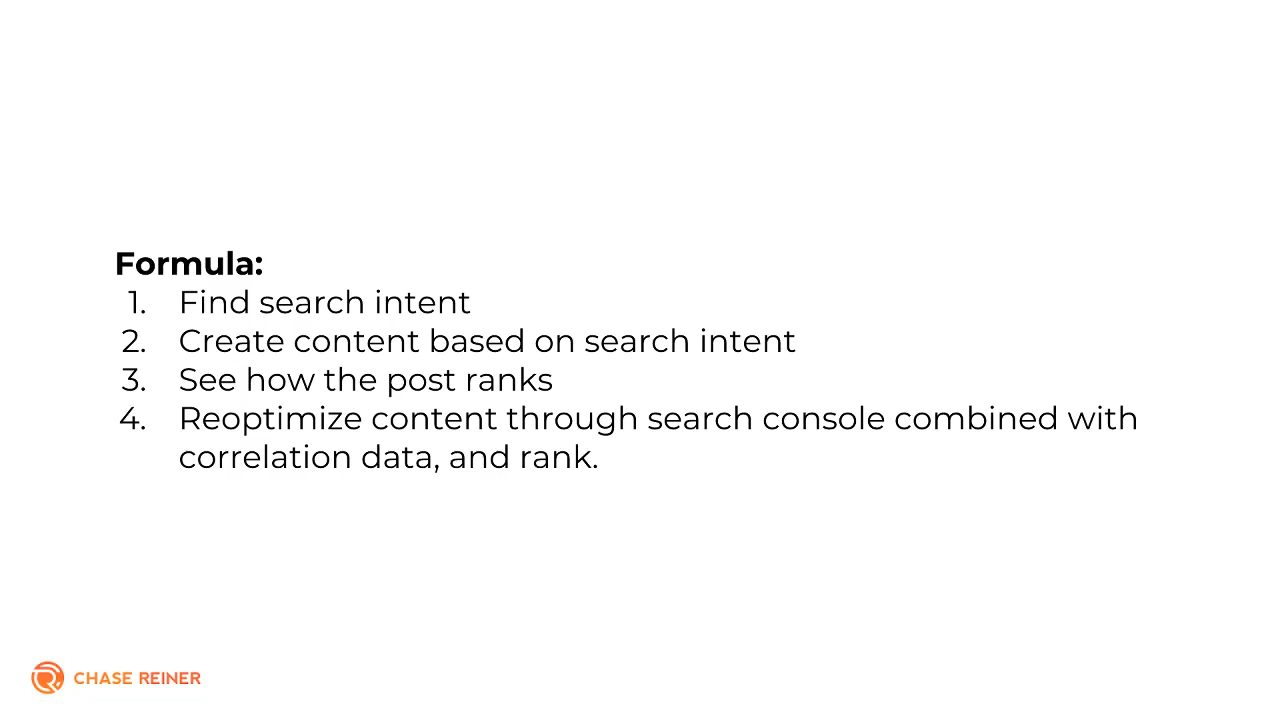 Formula:
1. Find search intent
2. Create content based on search intent
3. See how the post ranks
4. Reoptimize content through search console combined with
correlation data, and rank.
CHASE REINER